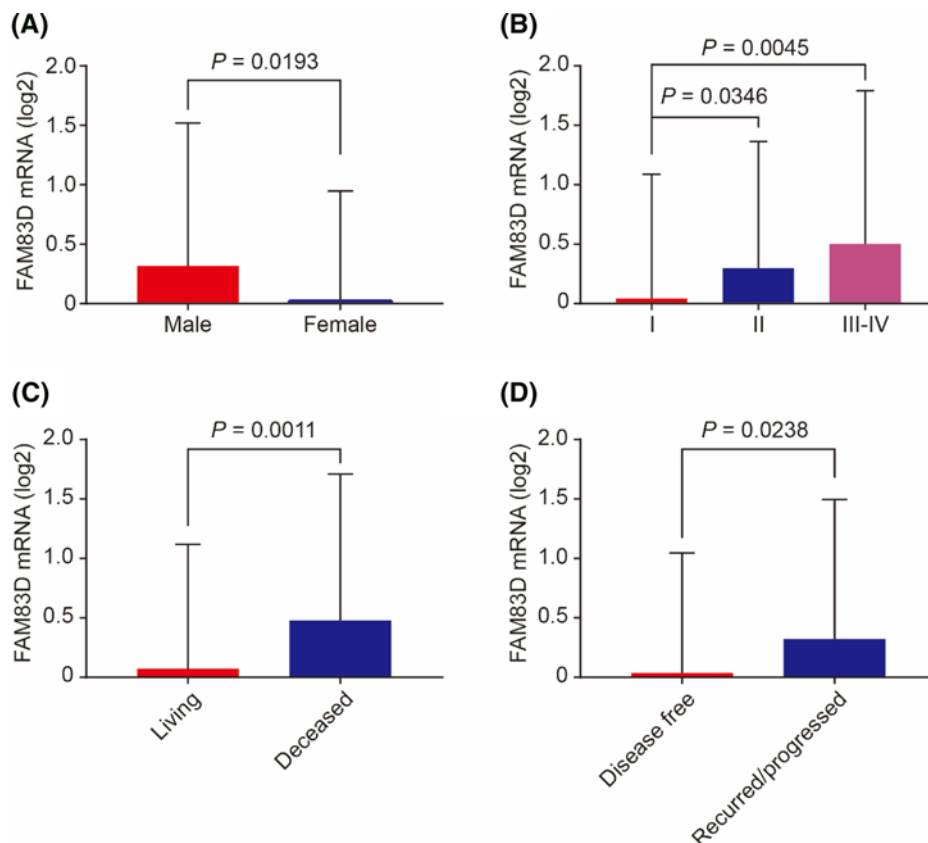 (A)
P = 0.0193
FAM83D mRNA (log2)
2.0
1.5
1.0
0.5
0
Male Female
(B)
P = 0.0045
P = 0.0346
FAM83D mRNA (log2)
2.0
1.5
1.0
0.5
0
I II III-IV
(C)
P = 0.0011
FAM83D mRNA (log2)
2.0
1.5
1.0
0.5
0
Living Deceased
(D)
P = 0.0238
FAM83D mRNA (log2)
2.0
1.5
1.0
0.5
0
Disease free Recurred/progressed